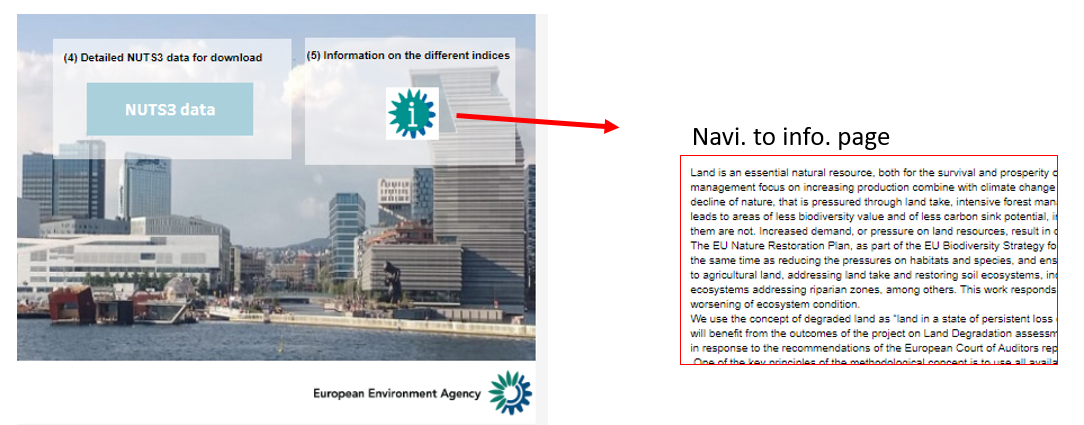 (4) Detailed NUTS3 data for download
NUTS3 data
(5) Information on the different indices
i
European Environment Agency
Navi. to info. page
Land is an essential natural resource, both for the survival and prosperity
management focus on increasing production combine with climate change
decline of nature, that is pressured through land take, intensive forest man
leads to areas of less biodiversity value and of less carbon sink potential, i
them are not. Increased demand, or pressure on land resources, result in
The EU Nature Restoration Plan, as part of the EU Biodiversity Strategy fo
the same time as reducing the pressures on habitats and species, and ens
to agricultural land, addressing land take and restoring soil ecosystems, in
ecosystems addressing riparian zones, among others. This work responds
worsening of ecosystem condition.
We use the concept of degraded land as "land in a state of persistent loss
will benefit from the outcomes of the project on Land Degradation assessm
in response to the recommendations of the European Court of Auditors rep
One of the key principles of the methodological concept is to use all availa